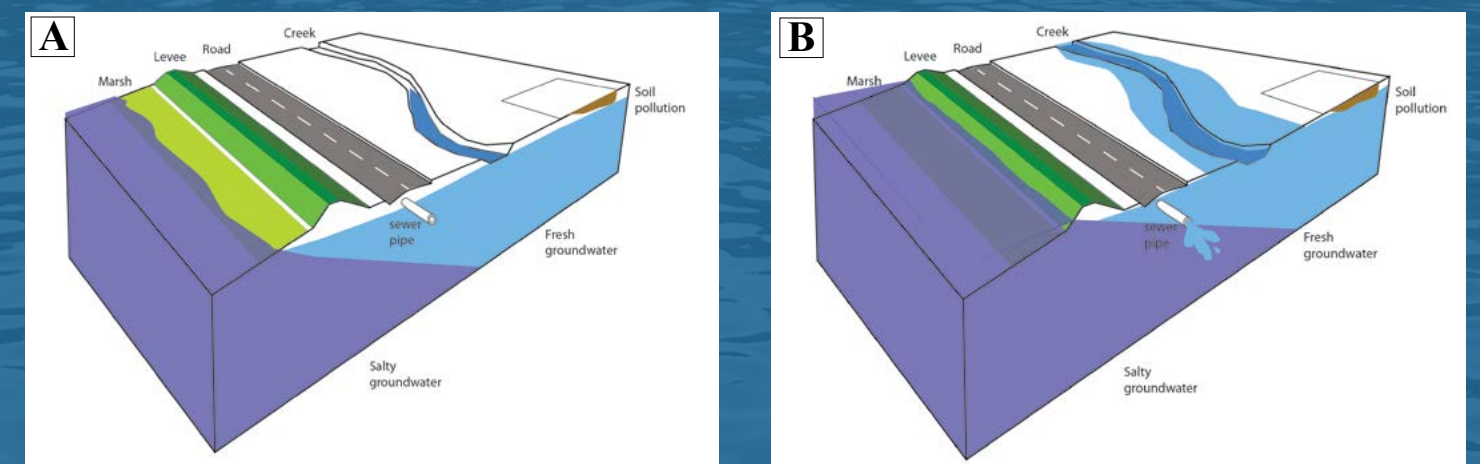 A
Creek
Road
Levee
Marsh
Soil
pollution
sewer
pipe
Fresh
groundwater
Salty
groundwater
B
Creek
Road
Levee
Marsh
Soil
pollution
sewer
pipe
Fresh
groundwater
Salty
groundwater